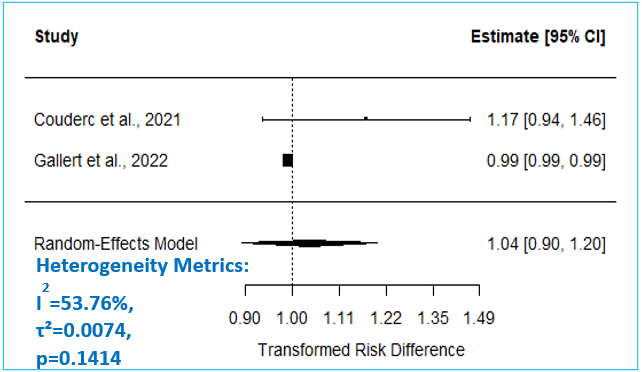 Study Estimate [95% CI]
Couderc et al., 2021 1.17 [0.94, 1.46]
Gallert et al., 2022 0.99 [0.99, 0.99]
Random-Effects Model 1.04 [0.90, 1.20]
Heterogeneity Metrics:
I²=53.76%,
τ²=0.0074,
p=0.1414
0.90 1.00 1.11 1.22 1.35 1.49
Transformed Risk Difference